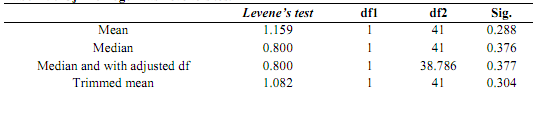 Levene's test df1 df2 Sig.
Mean 1.159 1 41 0.288
Median 0.800 1 41 0.376
Median and with adjusted df 0.800 1 38.786 0.377
Trimmed mean 1.082 1 41 0.304